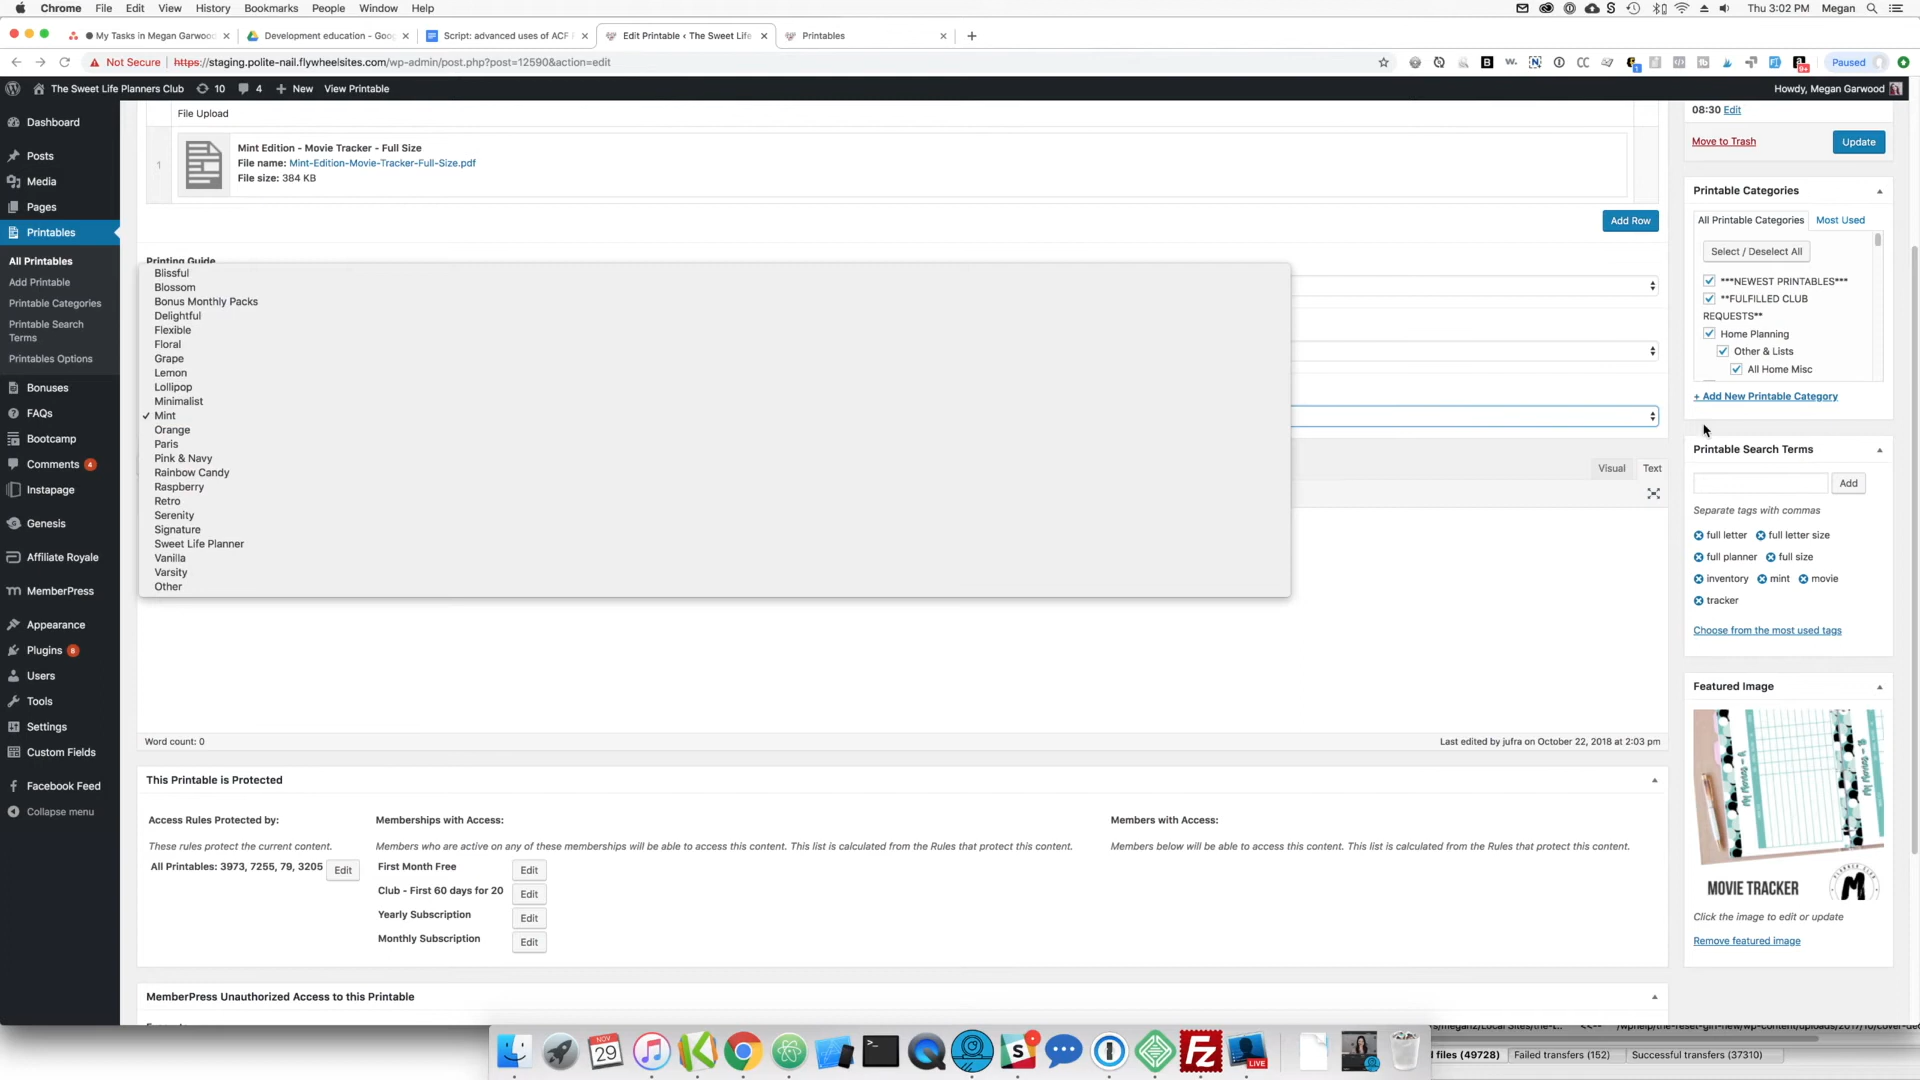 Chrome File Edit View History Bookmarks People Window Help
Thu 3:02 PM Megan
My Tasks in Megan Garwood
Development education - Goo
Script: advanced uses of ACF
Edit Printable < The Sweet Life
Printables
Not Secure https://staging.polite-nail.flywheelsites.com/wp-admin/post.php?post=12590&action=edit
Paused
The Sweet Life Planners Club 10 4 + New View Printable
Howdy, Megan Garwood
Dashboard
Posts
Media
Pages
Printables
All Printables
Add Printable
Printable Categories
Printable Search Terms
Printables Options
Bonuses
FAQs
Bootcamp
Comments 4
Instapage
Genesis
Affiliate Royale
MemberPress
Appearance
Plugins 8
Users
Tools
Settings
Custom Fields
Facebook Feed
Collapse menu
File Upload
1
Mint Edition - Movie Tracker - Full Size
File name: Mint-Edition-Movie-Tracker-Full-Size.pdf
File size: 384 KB
Add Row
Printing Guide
Blissful
Blossom
Bonus Monthly Packs
Delightful
Flexible
Floral
Grape
Lemon
Lollipop
Minimalist
✓ Mint
Orange
Paris
Pink & Navy
Rainbow Candy
Raspberry
Retro
Serenity
Signature
Sweet Life Planner
Vanilla
Varsity
Other
Visual Text
Word count: 0
Last edited by jufra on October 22, 2018 at 2:03 pm
This Printable is Protected
Access Rules Protected by:
These rules protect the current content.
All Printables: 3973, 7255, 79, 3205 Edit
Memberships with Access:
Members who are active on any of these memberships will be able to access this content. This list is calculated from the Rules that protect this content.
First Month Free Edit
Club - First 60 days for 20 Edit
Yearly Subscription Edit
Monthly Subscription Edit
Members with Access:
Members below will be able to access this content. This list is calculated from the Rules that protect this content.
MemberPress Unauthorized Access to this Printable
08:30 Edit
Move to Trash
Update
Printable Categories
All Printable Categories Most Used
Select / Deselect All
***NEWEST PRINTABLES***
**FULFILLED CLUB
REQUESTS**
Home Planning
Other & Lists
All Home Misc
+ Add New Printable Category
Printable Search Terms
Add
Separate tags with commas
full letter full letter size
full planner full size
inventory mint movie
tracker
Choose from the most used tags
Featured Image
MOVIE TRACKER
Click the image to edit or update
Remove featured image
NOV
29
LIVE
files (49728) Failed transfers (152) Successful transfers (37310)